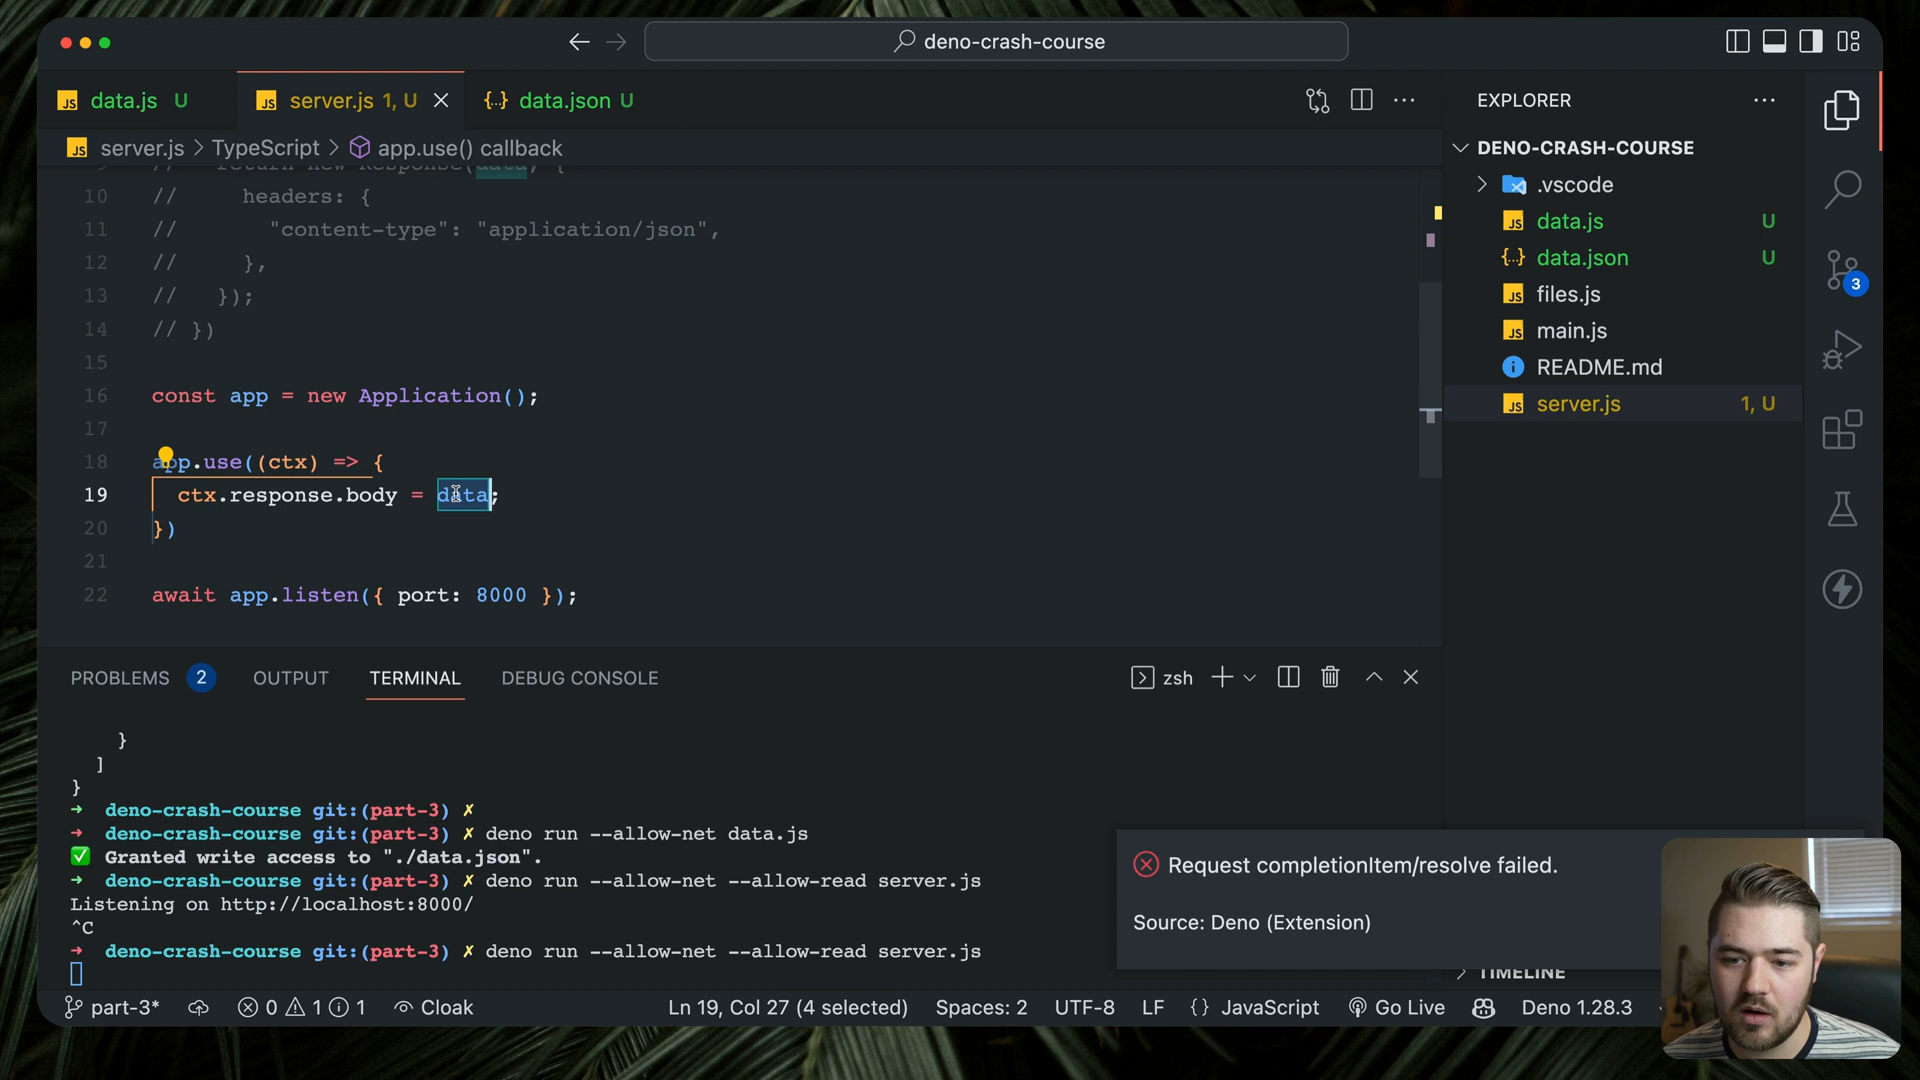 deno-crash-course
data.js U
server.js 1, U
data.json U
server.js > TypeScript > app.use() callback
EXPLORER
DENO-CRASH-COURSE
.vscode
data.js U
data.json U
files.js
main.js
README.md
server.js 1, U
TIMELINE
3
9 // return new Response(data, {
10 // headers: {
11 // "content-type": "application/json",
12 // },
13 // });
14 // })
15
16 const app = new Application();
17
18 app.use((ctx) => {
19 ctx.response.body = data;
20 })
21
22 await app.listen({ port: 8000 });
PROBLEMS 2 OUTPUT TERMINAL DEBUG CONSOLE
zsh
}
]
}
➜ deno-crash-course git:(part-3) ✗
➜ deno-crash-course git:(part-3) ✗ deno run --allow-net data.js
✅ Granted write access to "./data.json".
➜ deno-crash-course git:(part-3) ✗ deno run --allow-net --allow-read server.js
Listening on http://localhost:8000/
^C
➜ deno-crash-course git:(part-3) ✗ deno run --allow-net --allow-read server.js
Request completionItem/resolve failed.
Source: Deno (Extension)
part-3* 0 1 1 Cloak Ln 19, Col 27 (4 selected) Spaces: 2 UTF-8 LF {} JavaScript Go Live Deno 1.28.3